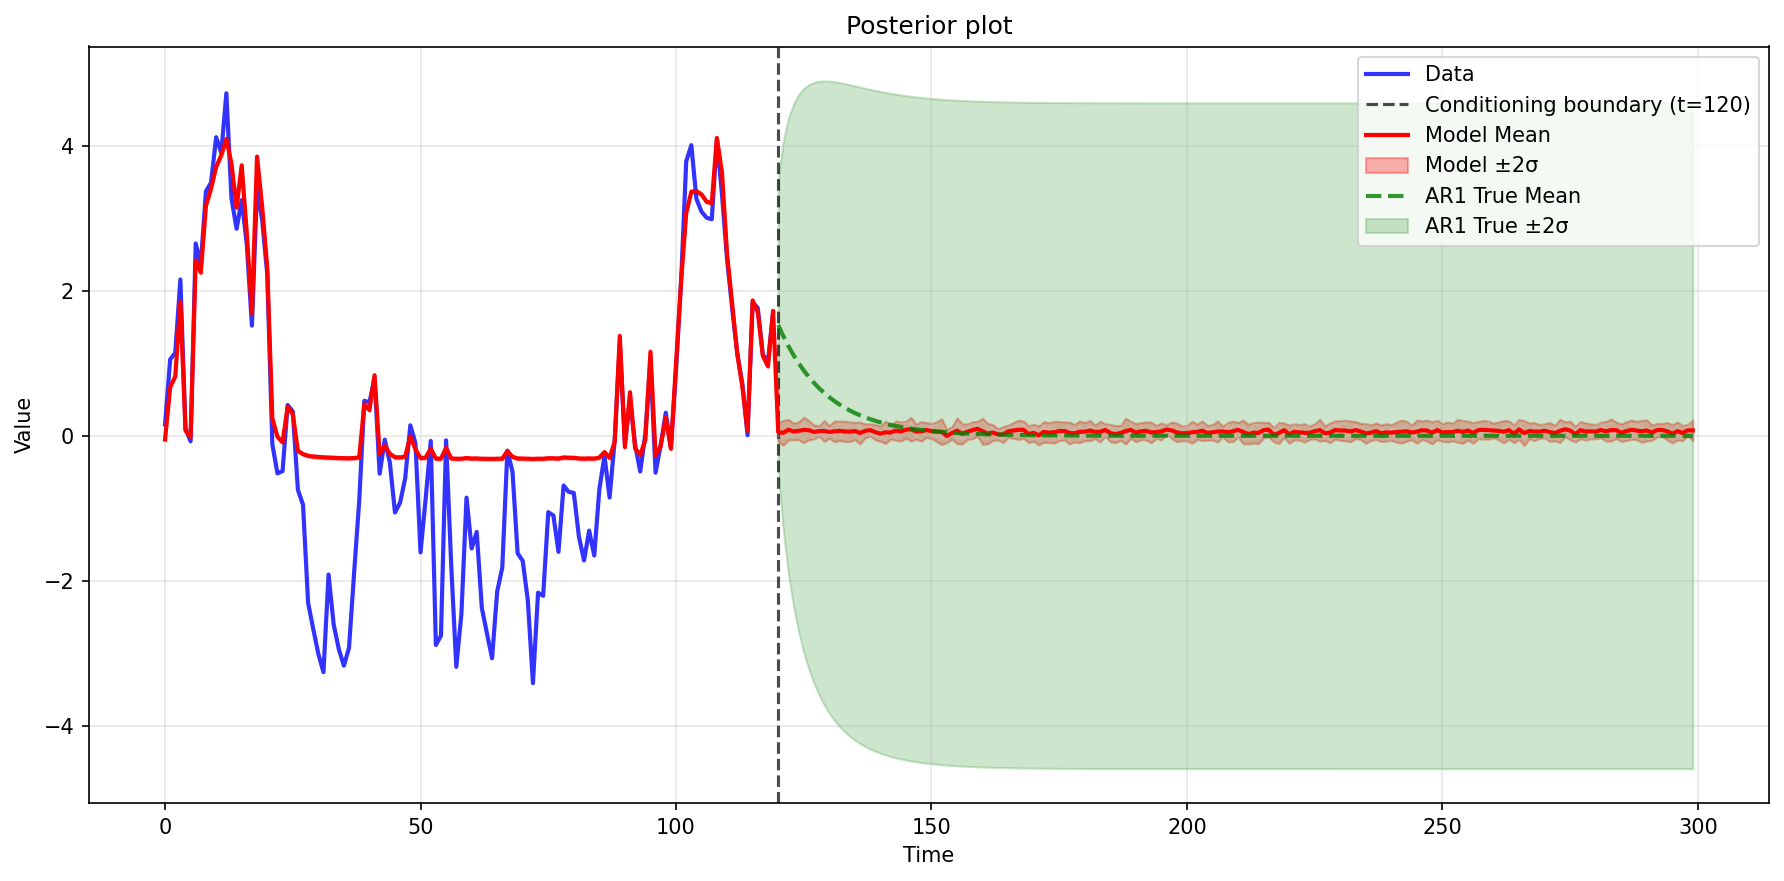 Posterior plot
Data
Conditioning boundary (t=120)
Model Mean
Model ±2σ
AR1 True Mean
AR1 True ±2σ
Value
4
2
0
−2
−4
0 50 100 150 200 250 300
Time